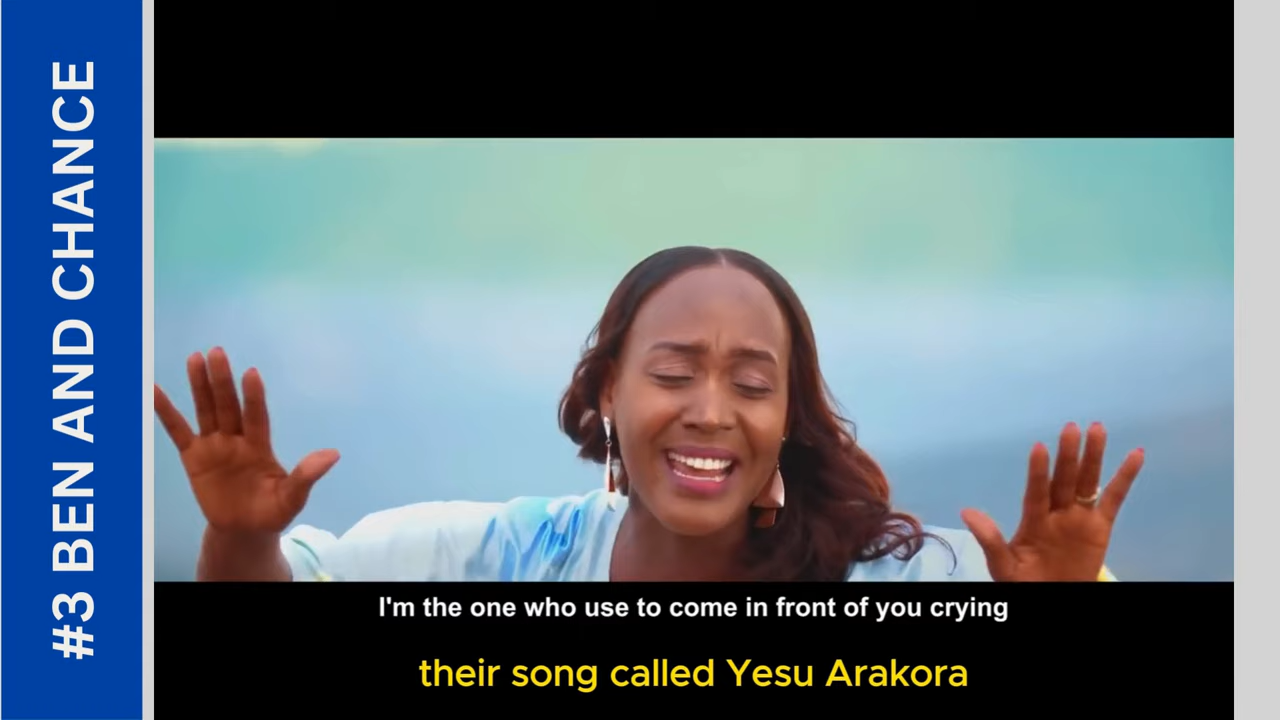 #3 BEN AND CHANCE
I'm the one who use to come in front of you crying
their song called Yesu Arakora